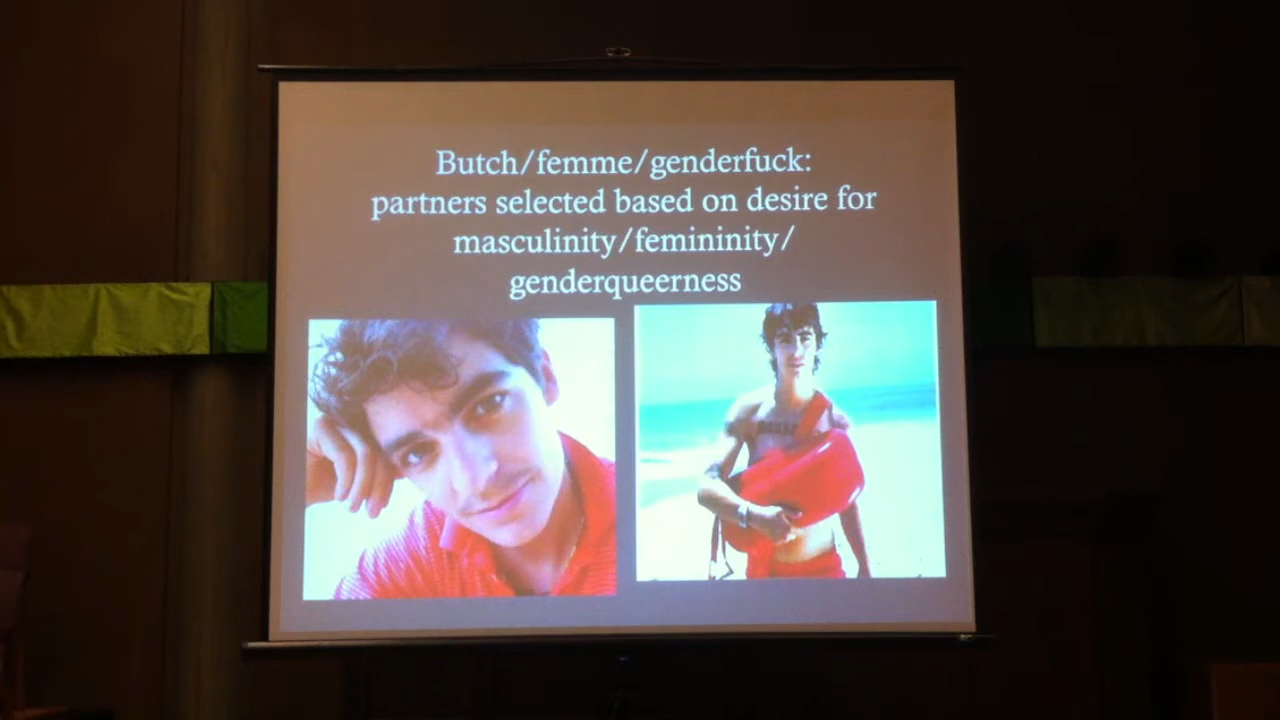 Butch/femme/genderfuck:
partners selected based on desire for
masculinity/femininity/
genderqueerness